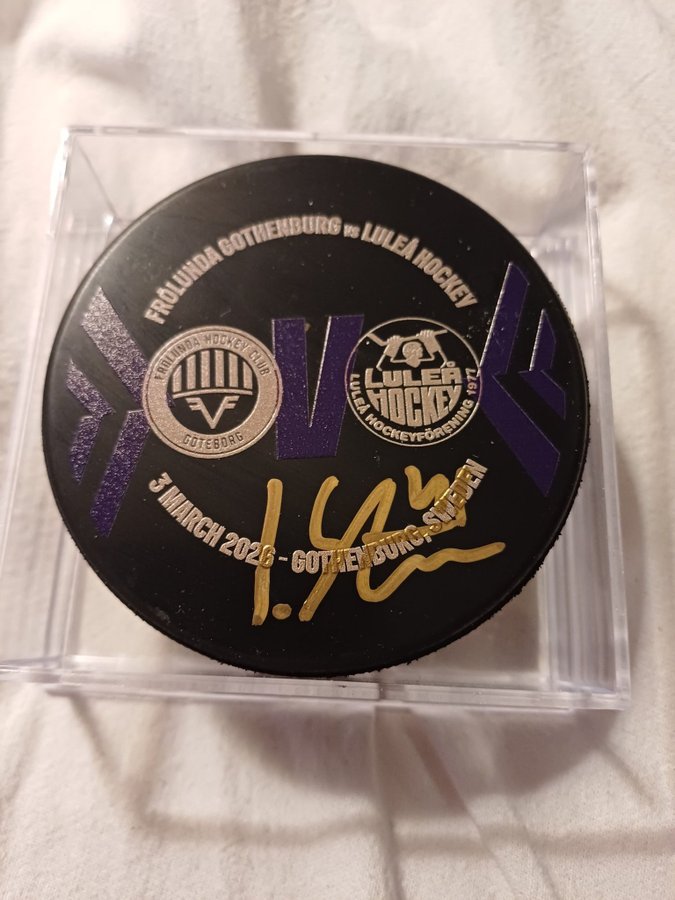 FRÖLUNDA GOTHENBURG vs LULEÅ HOCKEY
FRÖLUNDA HOCKEY CLUB
GÖTEBORG
V
LULEÅ
HOCKEY
LULEÅ HOCKEYFÖRENING 1977
3 MARCH 2026 - GOTHENBURG, SWEDEN